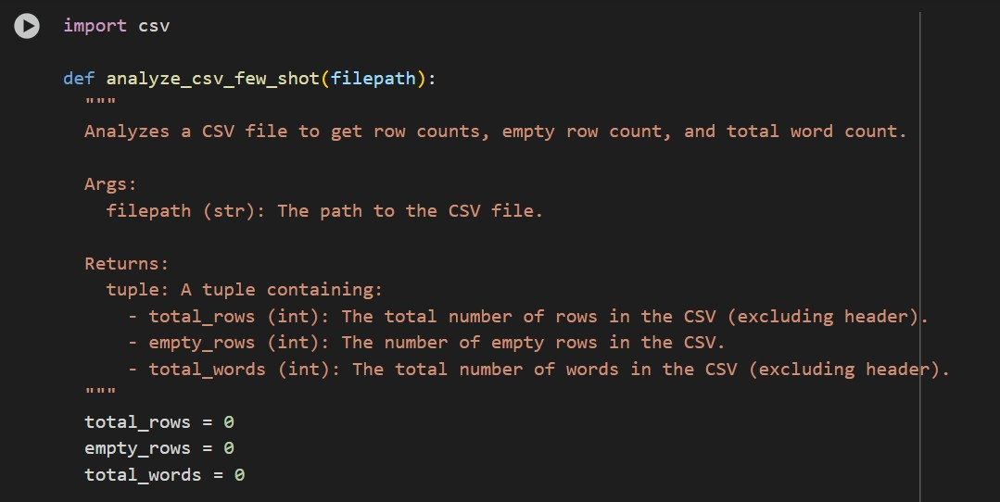 import csv
def analyze_csv_few_shot(filepath):
"""
Analyzes a CSV file to get row counts, empty row count, and total word count.
Args:
filepath (str): The path to the CSV file.
Returns:
tuple: A tuple containing:
- total_rows (int): The total number of rows in the CSV (excluding header).
- empty_rows (int): The number of empty rows in the CSV.
- total_words (int): The total number of words in the CSV (excluding header).
"""
total_rows = 0
empty_rows = 0
total_words = 0